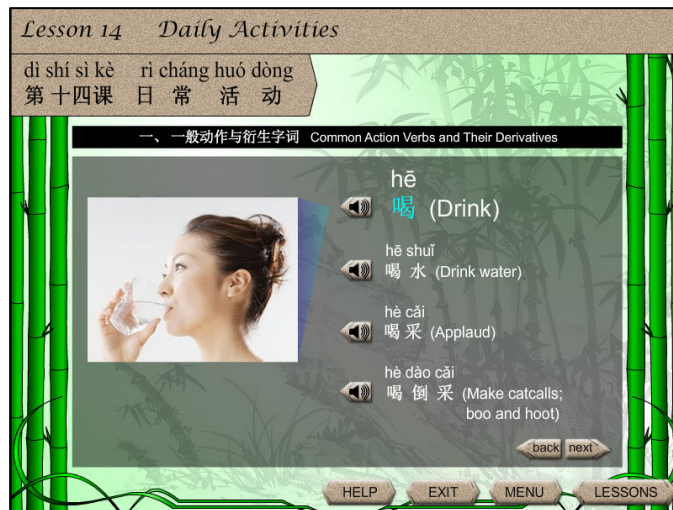 Lesson 14 Daily Activities
dì shí sì kè rì cháng huó dòng
第十四课 日常活动
一、一般动作与衍生字词 Common Action Verbs and Their Derivatives
hē
喝 (Drink)
hē shuǐ
喝 水 (Drink water)
hè cǎi
喝 采 (Applaud)
hè dào cǎi
喝 倒 采 (Make catcalls;
boo and hoot)
back next
HELP EXIT MENU LESSONS